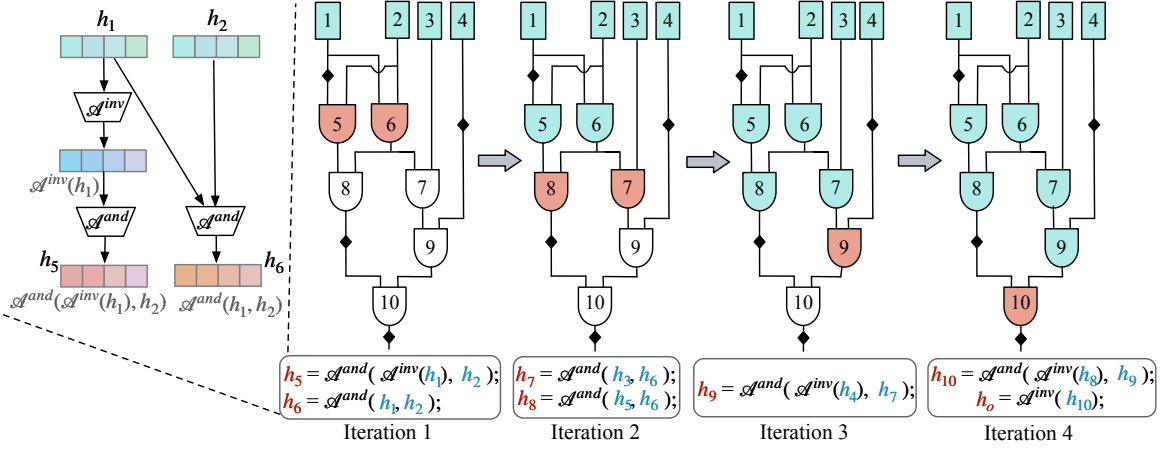 h₁ h₂
𝒜ⁱⁿᵛ
𝒜ⁱⁿᵛ(h₁)
𝒜ᵃⁿᵈ 𝒜ᵃⁿᵈ
h₅ h₆
𝒜ᵃⁿᵈ(𝒜ⁱⁿᵛ(h₁), h₂) 𝒜ᵃⁿᵈ(h₁, h₂)
1 2 3 4
5 6
8 7
9
10
h₅ = 𝒜ᵃⁿᵈ( 𝒜ⁱⁿᵛ(h₁), h₂ );
h₆ = 𝒜ᵃⁿᵈ( h₁, h₂ );
Iteration 1
1 2 3 4
5 6
8 7
9
10
h₇ = 𝒜ᵃⁿᵈ( h₃, h₆ );
h₈ = 𝒜ᵃⁿᵈ( h₅, h₆ );
Iteration 2
1 2 3 4
5 6
8 7
9
10
h₉ = 𝒜ᵃⁿᵈ( 𝒜ⁱⁿᵛ(h₄), h₇ );
Iteration 3
1 2 3 4
5 6
8 7
9
10
h₁₀ = 𝒜ᵃⁿᵈ( 𝒜ⁱⁿᵛ(h₈), h₉ );
hₒ = 𝒜ⁱⁿᵛ( h₁₀ );
Iteration 4